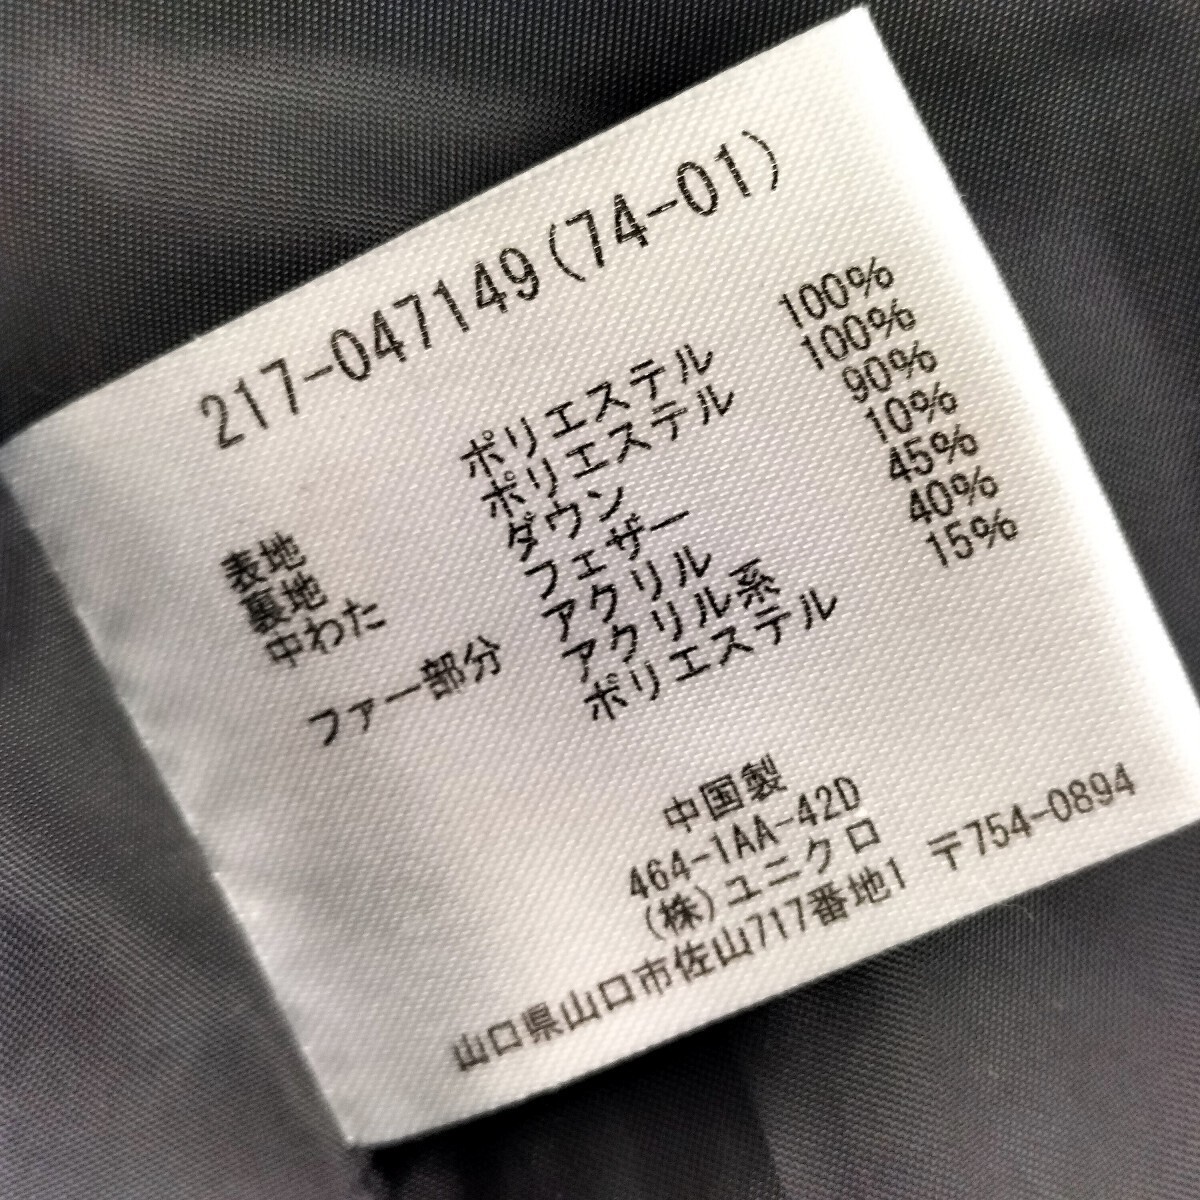 217-047149(74-01)
表地 ポリエステル 100%
裏地 ポリエステル 100%
中わた ダウン 90%
フェザー 10%
ファー部分 アクリル 45%
アクリル系 40%
ポリエステル 15%
中国製
464-1AA-42D
(株)ユニクロ
山口県山口市佐山717番地1 〒754-0894